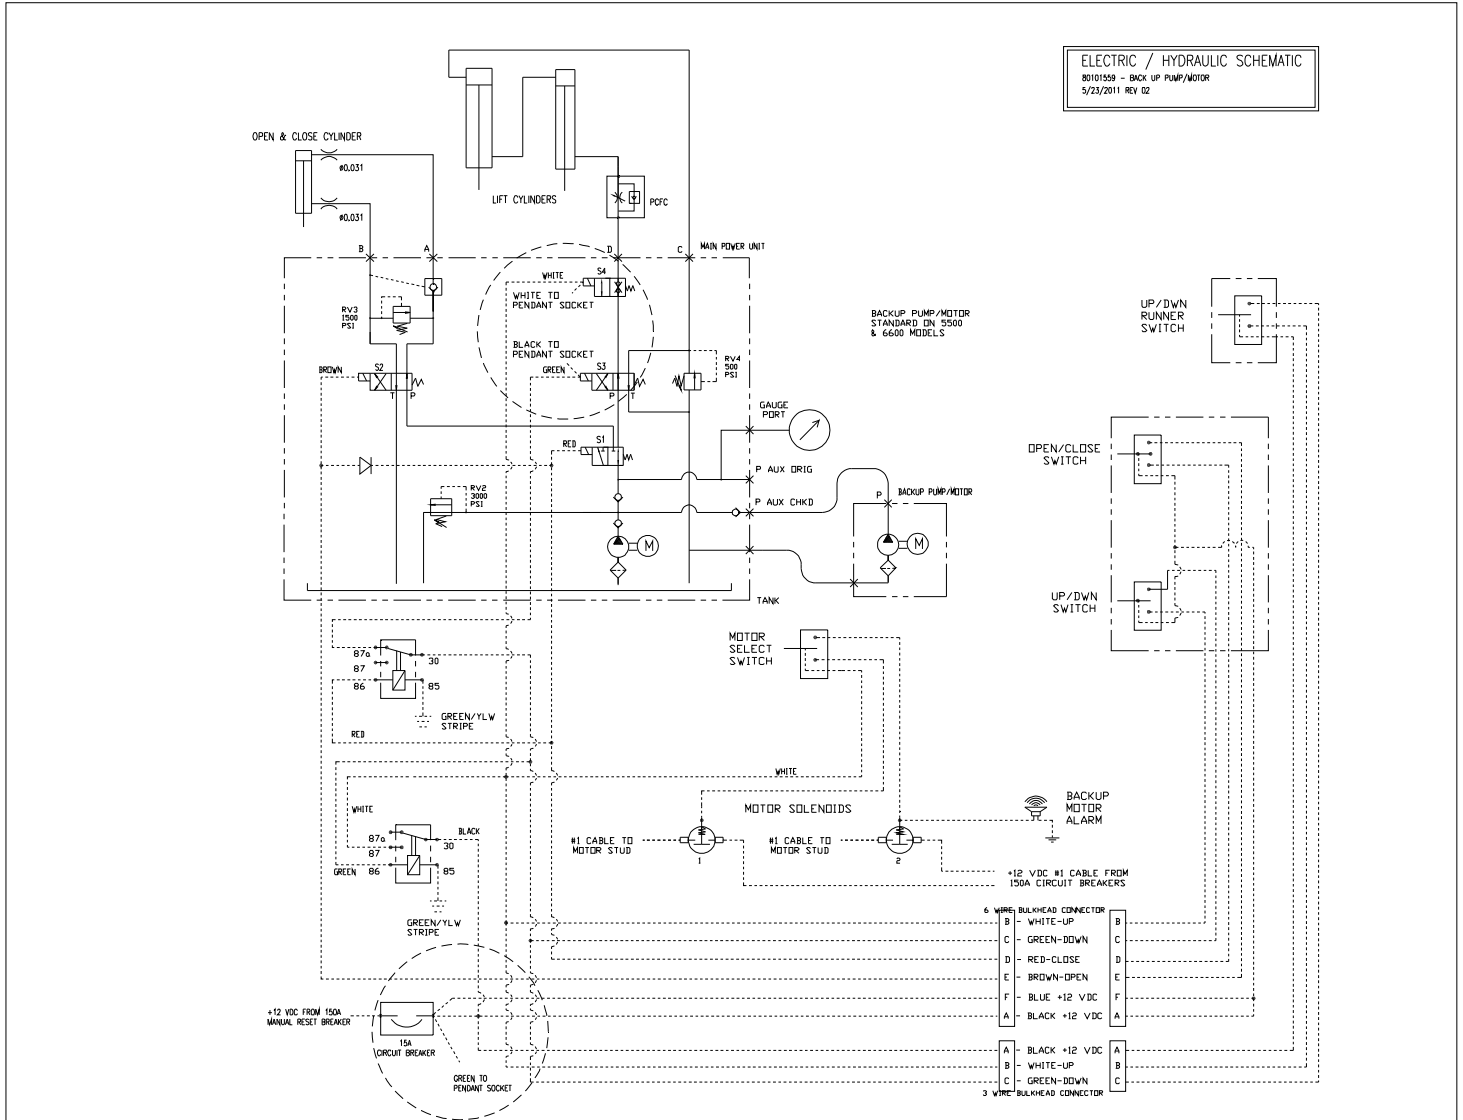 ELECTRIC / HYDRAULIC SCHEMATIC
80101559 - BACK UP PUMP/MOTOR
5/23/2011 REV 02
OPEN & CLOSE CYLINDER
ø0.031
ø0.031
LIFT CYLINDERS
PCFC
B
A
D
C
MAIN POWER UNIT
WHITE
S4
WHITE TO
PENDANT SOCKET
RV3
1500
PSI
BLACK TO
PENDANT SOCKET
BACKUP PUMP/MOTOR
STANDARD ON 5500
& 6600 MODELS
UP/DWN
RUNNER
SWITCH
BROWN
S2
T
P
GREEN
S3
P
T
RV4
500
PSI
GAUGE
PORT
RED
S1
OPEN/CLOSE
SWITCH
P AUX ORIG
RV2
3000
PSI
P AUX CHKD
P
BACKUP PUMP/MOTOR
M
M
TANK
UP/DWN
SWITCH
87a
87
86
30
85
GREEN/YLW
STRIPE
RED
MOTOR
SELECT
SWITCH
WHITE
WHITE
BLACK
87a
87
86
30
85
GREEN
GREEN/YLW
STRIPE
MOTOR SOLENOIDS
BACKUP
MOTOR
ALARM
#1 CABLE TO
MOTOR STUD
1
#1 CABLE TO
MOTOR STUD
2
+12 VDC #1 CABLE FROM
150A CIRCUIT BREAKERS
6 WIRE BULKHEAD CONNECTOR
B - WHITE-UP B
C - GREEN-DOWN C
D - RED-CLOSE D
E - BROWN-OPEN E
F - BLUE +12 VDC F
A - BLACK +12 VDC A
+12 VDC FROM 150A
MANUAL RESET BREAKER
15A
CIRCUIT BREAKER
GREEN TO
PENDANT SOCKET
A - BLACK +12 VDC A
B - WHITE-UP B
C - GREEN-DOWN C
3 WIRE BULKHEAD CONNECTOR